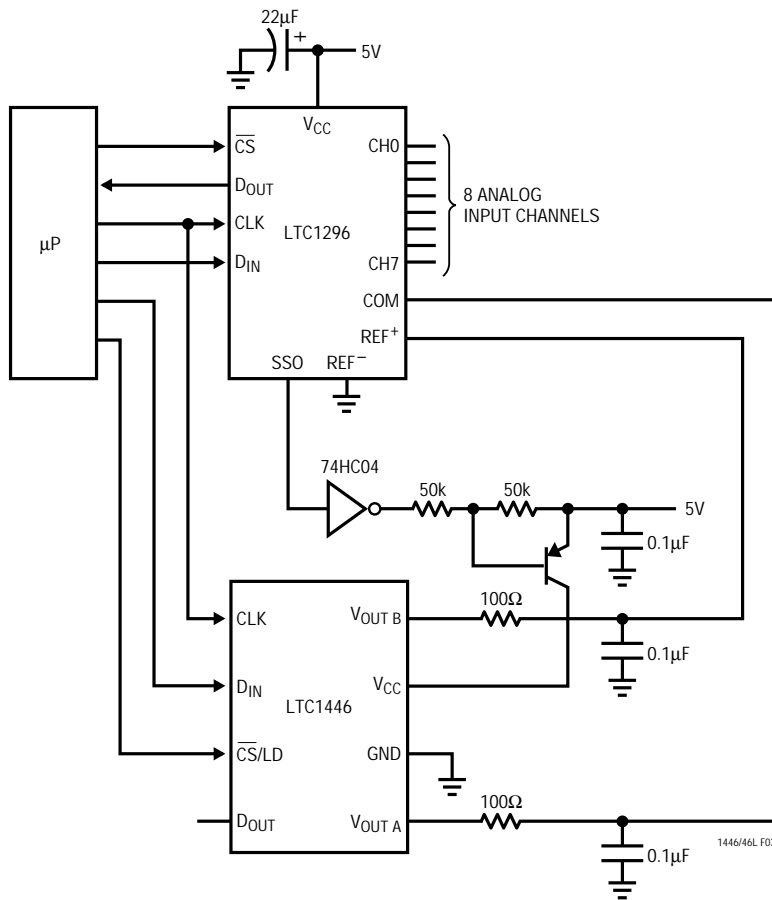 22µF
+
5V
V_CC
C̅S̅
D_OUT
CLK
D_IN
LTC1296
CH0
CH7
COM
REF⁺
8 ANALOG
INPUT CHANNELS
µP
SSO
REF⁻
74HC04
50k
50k
5V
0.1µF
CLK
D_IN
C̅S̅/LD
D_OUT
LTC1446
V_OUT B
V_CC
GND
V_OUT A
100Ω
0.1µF
100Ω
0.1µF